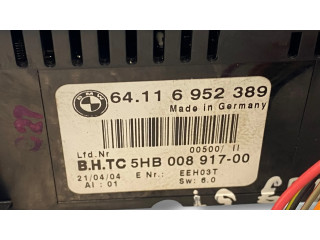 BMW
64.11 6 952 389
Made in Germany
Lfd.Nr 00500/ II
B.H.TC 5HB 008 917-00
21/04/04 E Nr.: EEH03T
AI : 01 Sw: 6.0